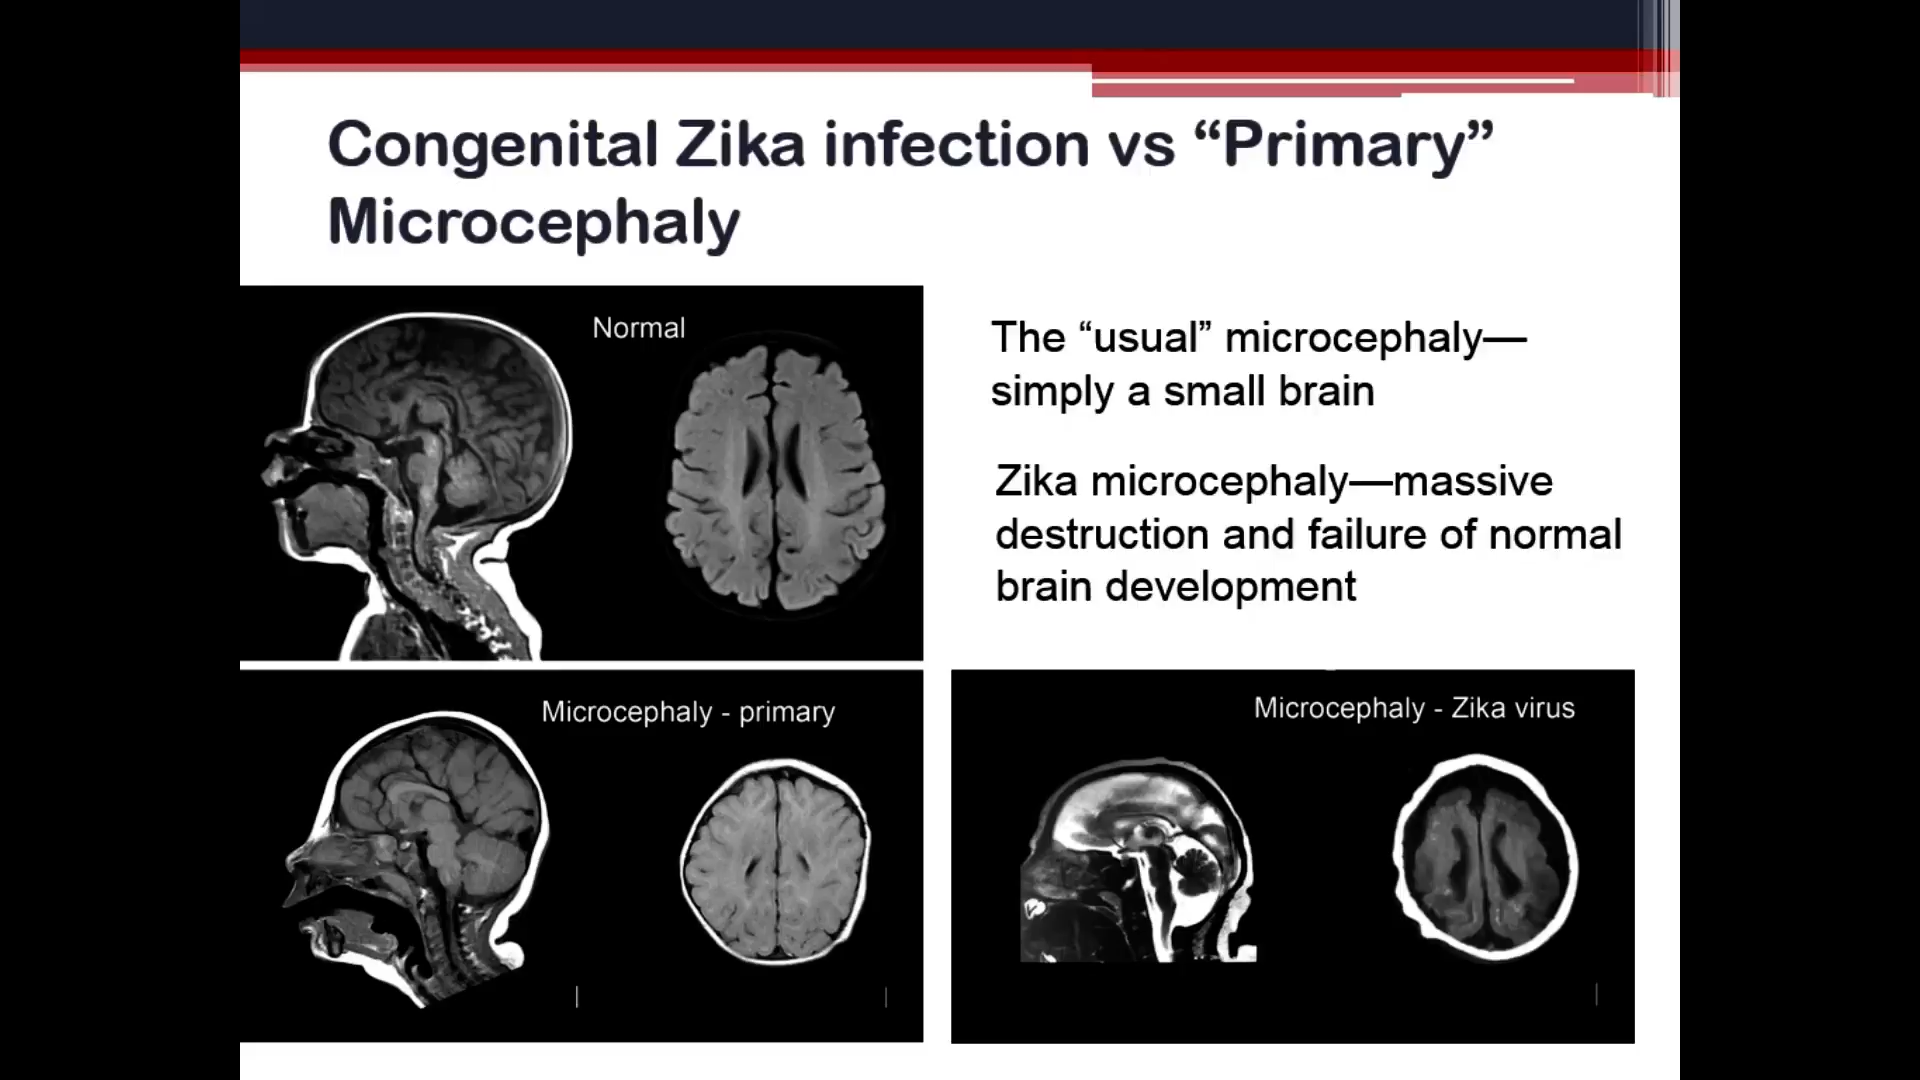 Congenital Zika infection vs “Primary”
Microcephaly
Normal
The “usual” microcephaly—
simply a small brain
Zika microcephaly—massive
destruction and failure of normal
brain development
Microcephaly - primary
Microcephaly - Zika virus